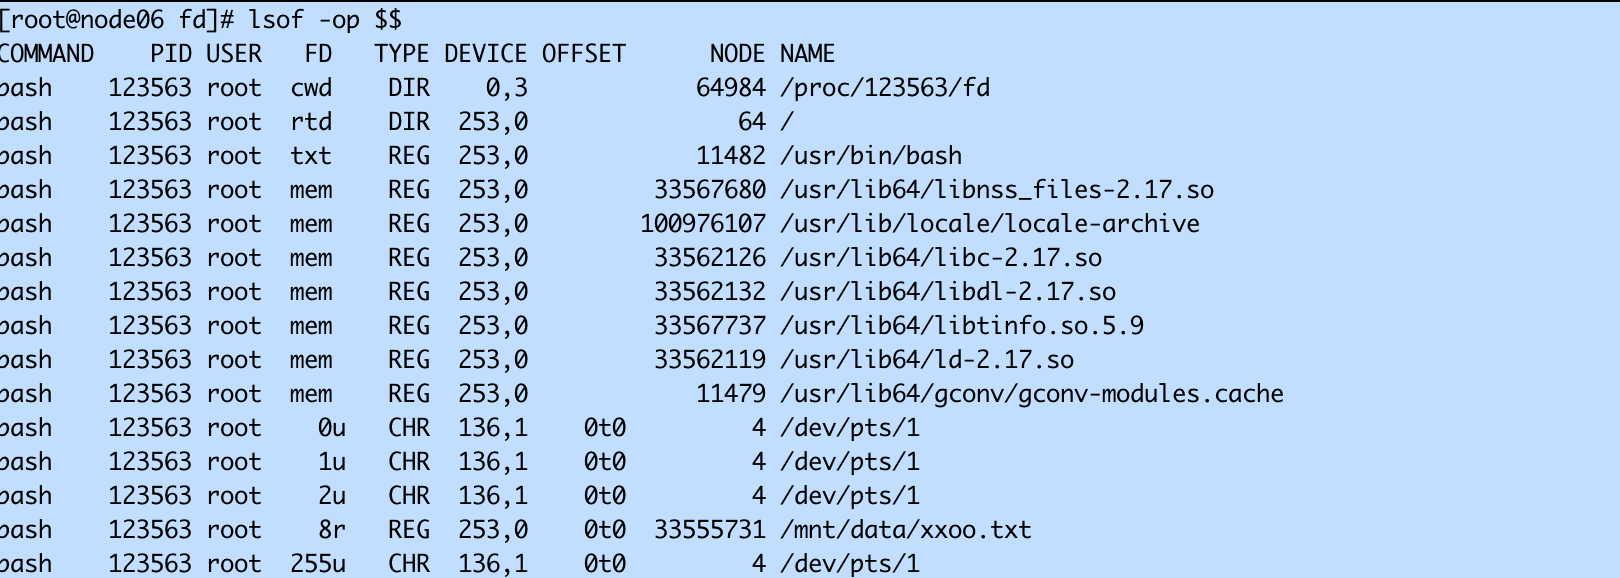 [root@node06 fd]# lsof -op $$
COMMAND    PID USER   FD   TYPE DEVICE OFFSET      NODE NAME
bash    123563 root  cwd    DIR    0,3            64984 /proc/123563/fd
bash    123563 root  rtd    DIR  253,0               64 /
bash    123563 root  txt    REG  253,0            11482 /usr/bin/bash
bash    123563 root  mem    REG  253,0         33567680 /usr/lib64/libnss_files-2.17.so
bash    123563 root  mem    REG  253,0        100976107 /usr/lib/locale/locale-archive
bash    123563 root  mem    REG  253,0         33562126 /usr/lib64/libc-2.17.so
bash    123563 root  mem    REG  253,0         33562132 /usr/lib64/libdl-2.17.so
bash    123563 root  mem    REG  253,0         33567737 /usr/lib64/libtinfo.so.5.9
bash    123563 root  mem    REG  253,0         33562119 /usr/lib64/ld-2.17.so
bash    123563 root  mem    REG  253,0            11479 /usr/lib64/gconv/gconv-modules.cache
bash    123563 root    0u   CHR  136,1    0t0         4 /dev/pts/1
bash    123563 root    1u   CHR  136,1    0t0         4 /dev/pts/1
bash    123563 root    2u   CHR  136,1    0t0         4 /dev/pts/1
bash    123563 root    8r   REG  253,0    0t0  33555731 /mnt/data/xxoo.txt
bash    123563 root  255u   CHR  136,1    0t0         4 /dev/pts/1